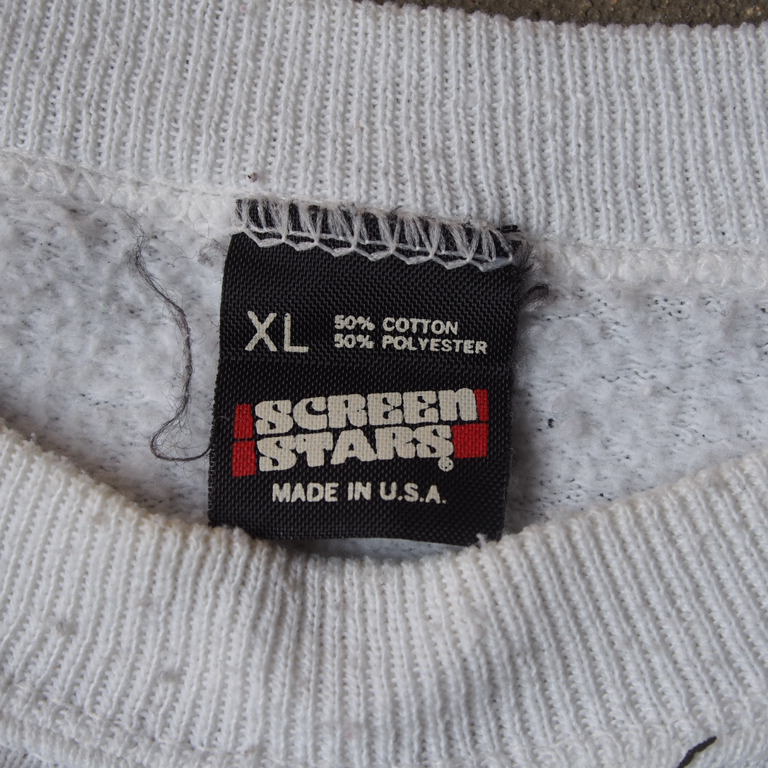 XL
50% COTTON
50% POLYESTER
SCREEN
STARS®
MADE IN U.S.A.